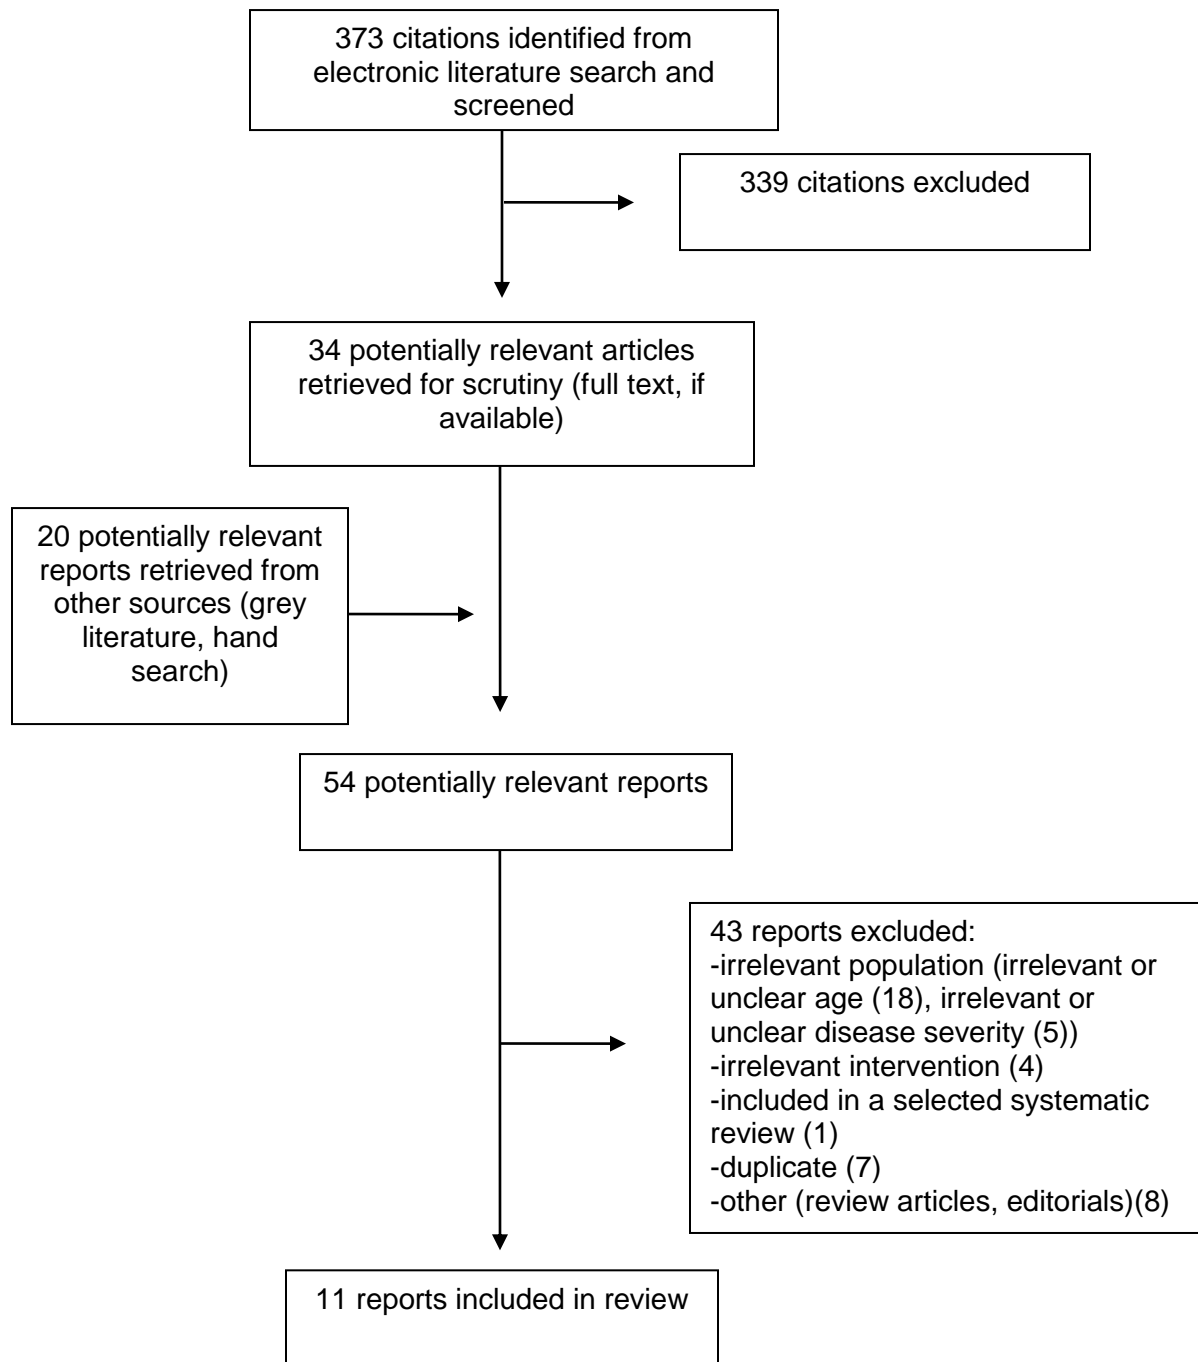 373 citations identified from
electronic literature search and
screened
339 citations excluded
34 potentially relevant articles
retrieved for scrutiny (full text, if
available)
20 potentially relevant
reports retrieved from
other sources (grey
literature, hand
search)
54 potentially relevant reports
43 reports excluded:
-irrelevant population (irrelevant or
unclear age (18), irrelevant or
unclear disease severity (5))
-irrelevant intervention (4)
-included in a selected systematic
review (1)
-duplicate (7)
-other (review articles, editorials)(8)
11 reports included in review